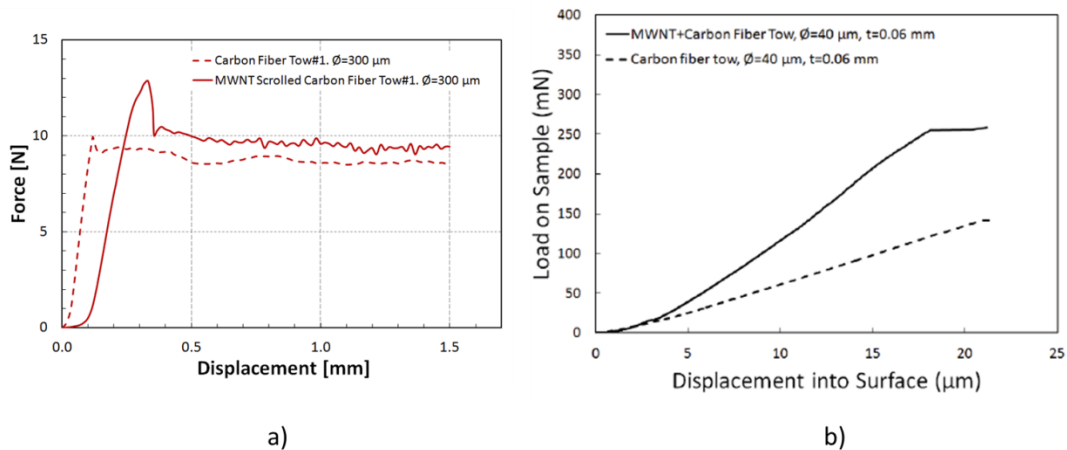 15
10
5
0
0.0
0.5
1.0
1.5
Force [N]
Displacement [mm]
Carbon Fiber Tow#1. Ø=300 µm
MWNT Scrolled Carbon Fiber Tow#1. Ø=300 µm
a)
400
350
300
250
200
150
100
50
0
0
5
10
15
20
25
Load on Sample (mN)
Displacement into Surface (µm)
MWNT+Carbon Fiber Tow, Ø=40 µm, t=0.06 mm
Carbon fiber tow, Ø=40 µm, t=0.06 mm
b)